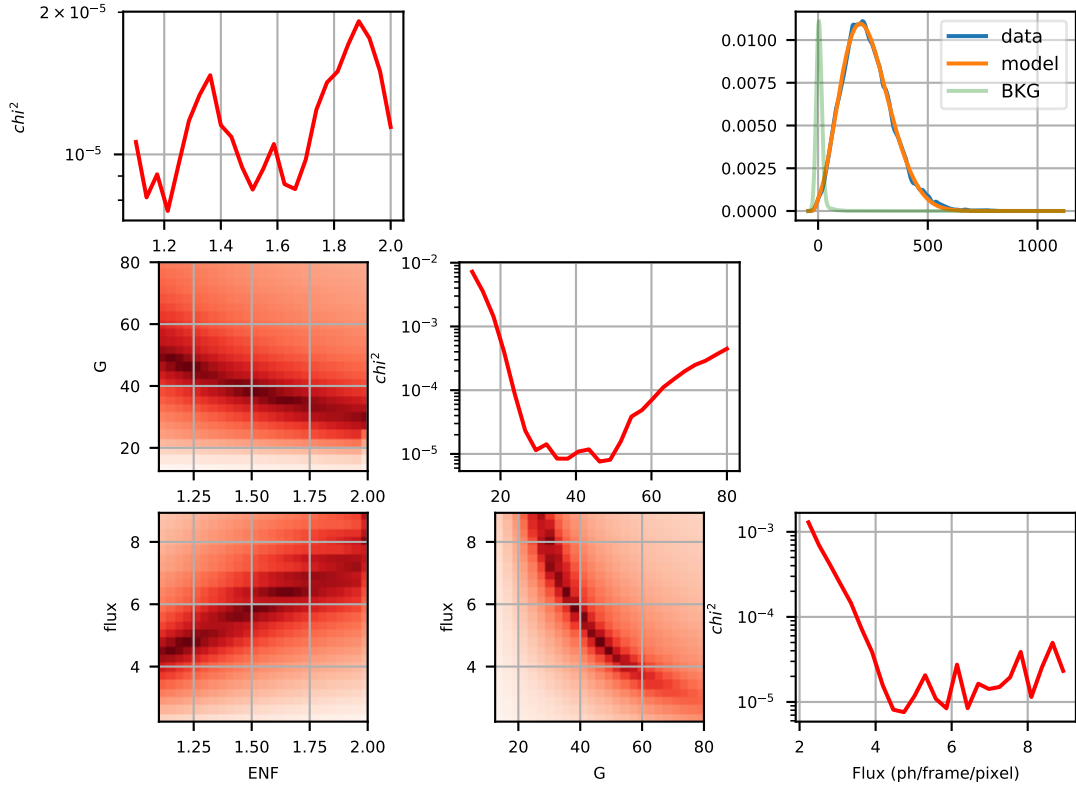 2 × 10⁻⁵
chi²
10⁻⁵
1.2 1.4 1.6 1.8 2.0
0.0100
0.0075
0.0050
0.0025
0.0000
data
model
BKG
0 500 1000
80
60
G
40
20
1.25 1.50 1.75 2.00
10⁻²
10⁻³
chi²
10⁻⁴
10⁻⁵
20 40 60 80
8
flux
6
4
1.25 1.50 1.75 2.00
ENF
8
flux
6
4
20 40 60 80
G
10⁻³
chi²
10⁻⁴
10⁻⁵
2 4 6 8
Flux (ph/frame/pixel)